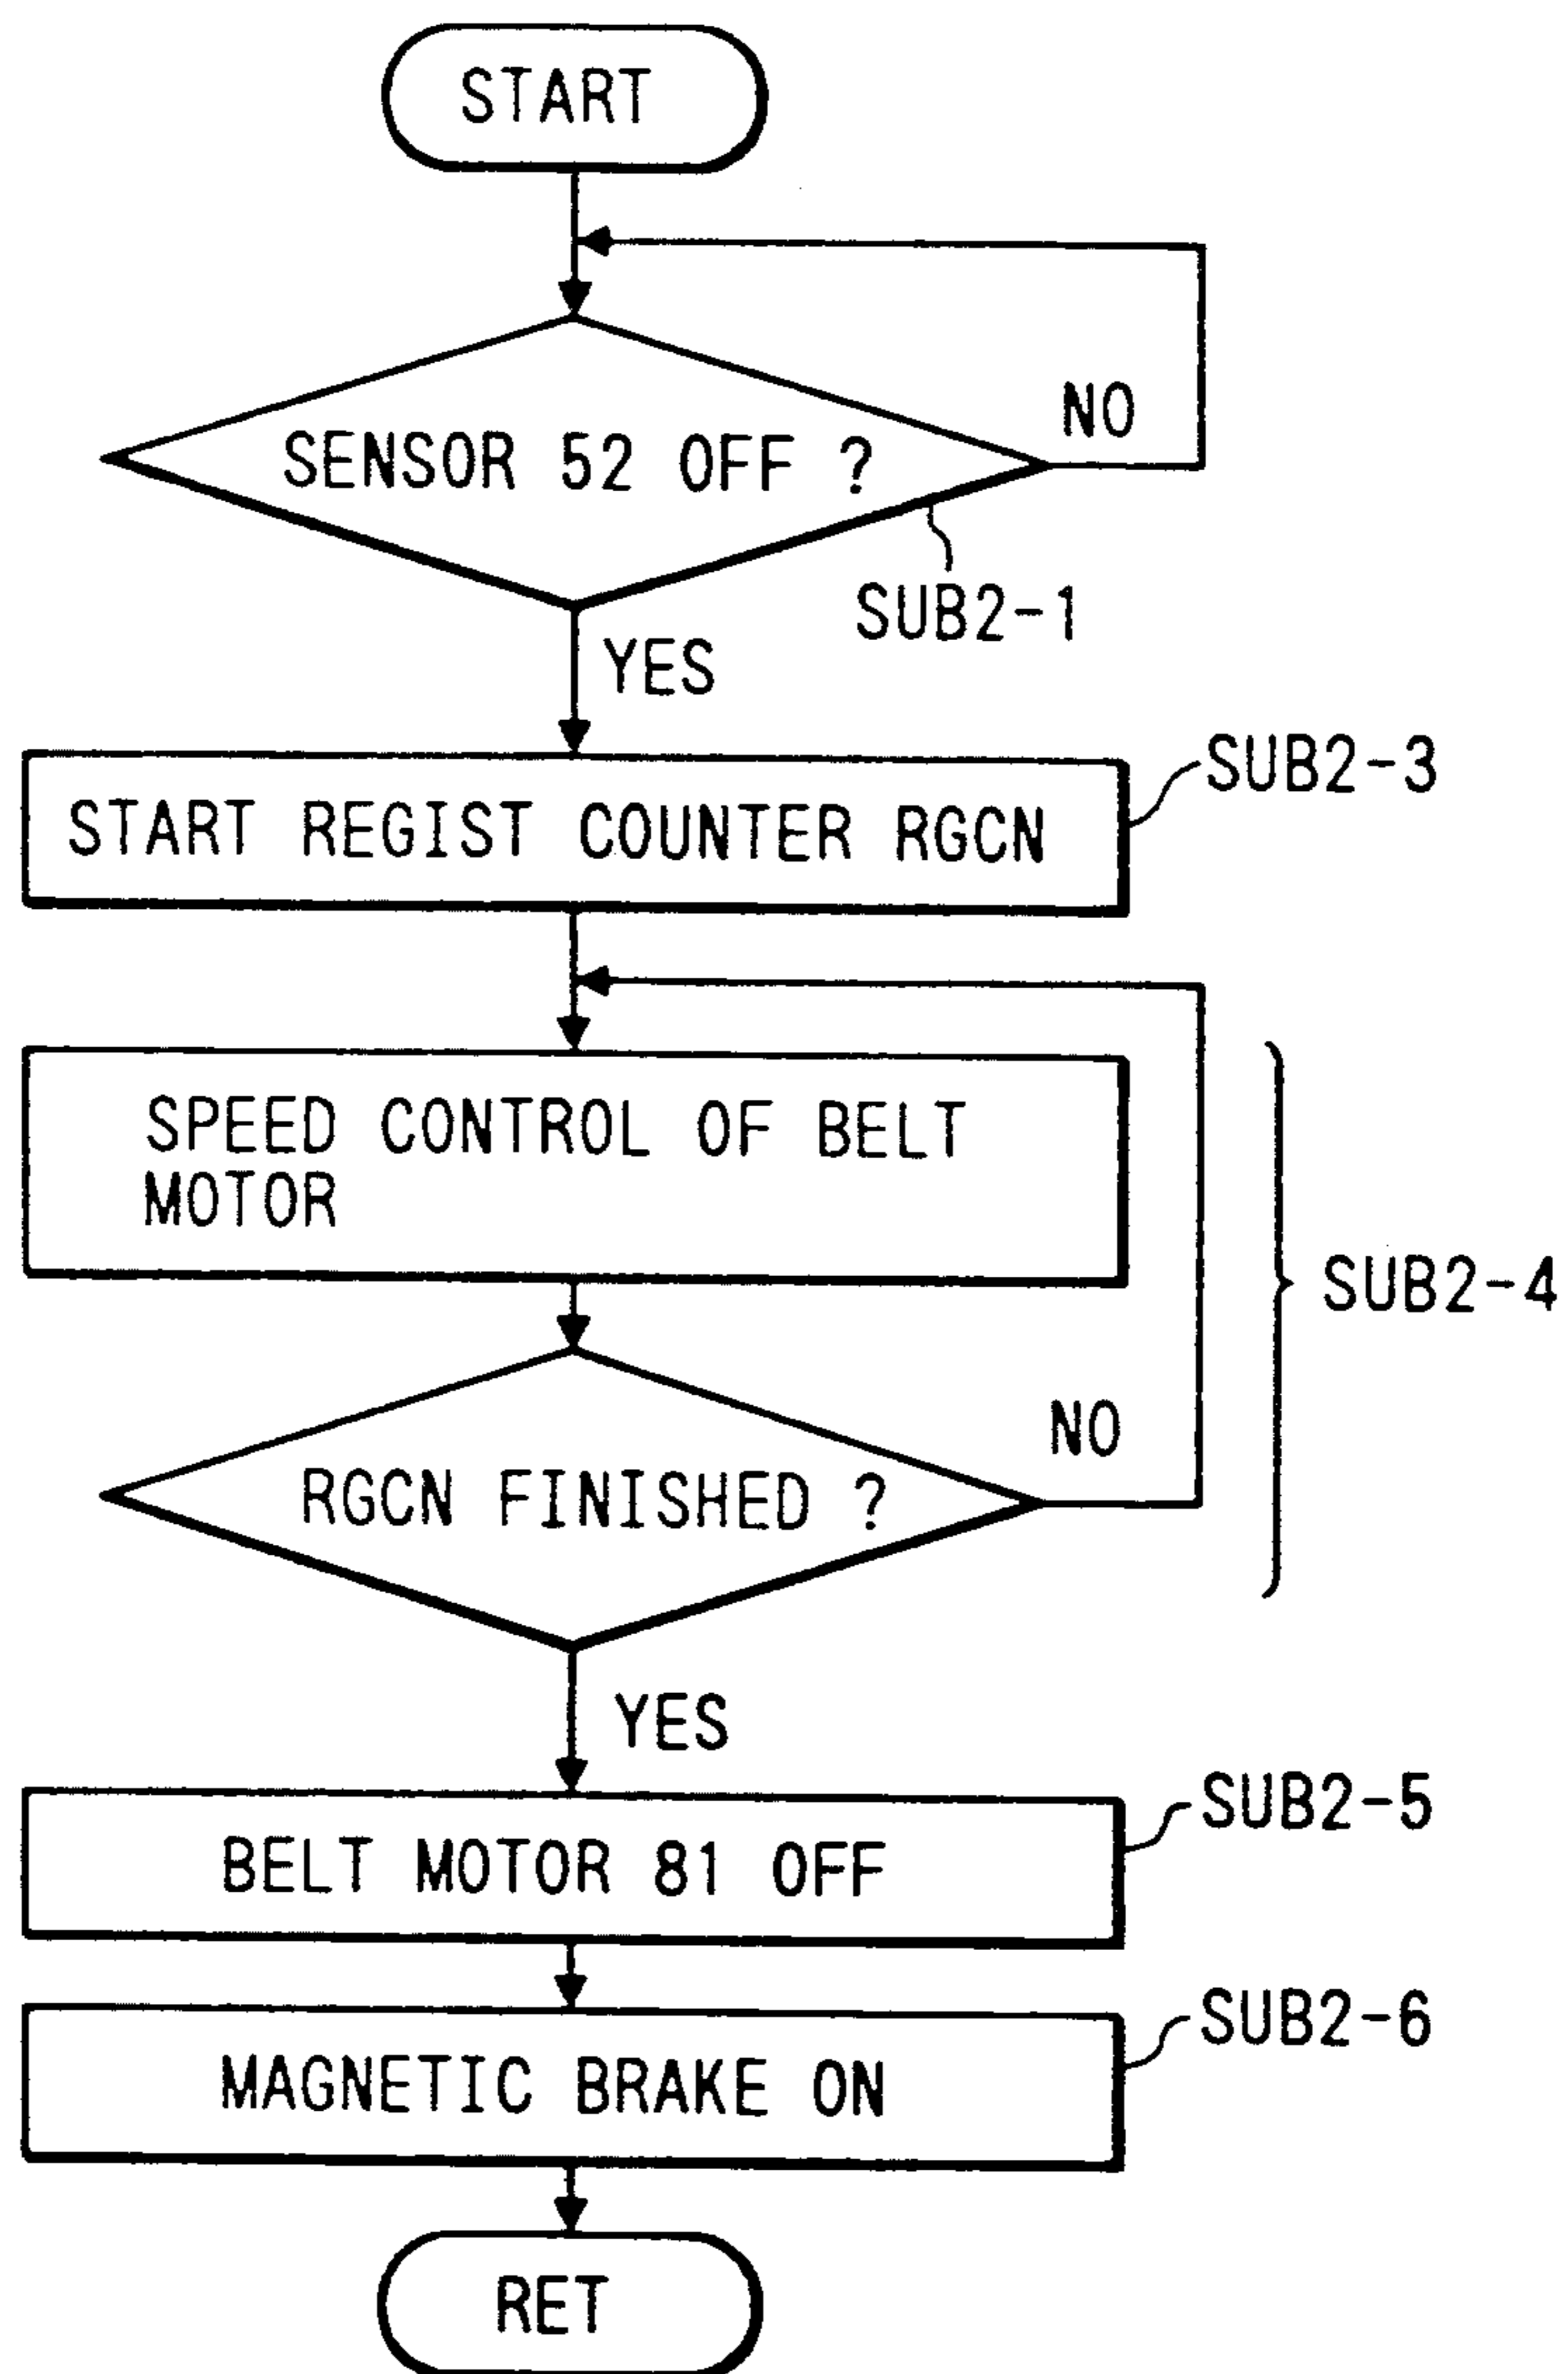 START
NO
SENSOR 52 OFF ?
SUB2-1
YES
SUB2-3
START REGIST COUNTER RGCN
SPEED CONTROL OF BELT
MOTOR
SUB2-4
NO
RGCN FINISHED ?
YES
SUB2-5
BELT MOTOR 81 OFF
SUB2-6
MAGNETIC BRAKE ON
RET